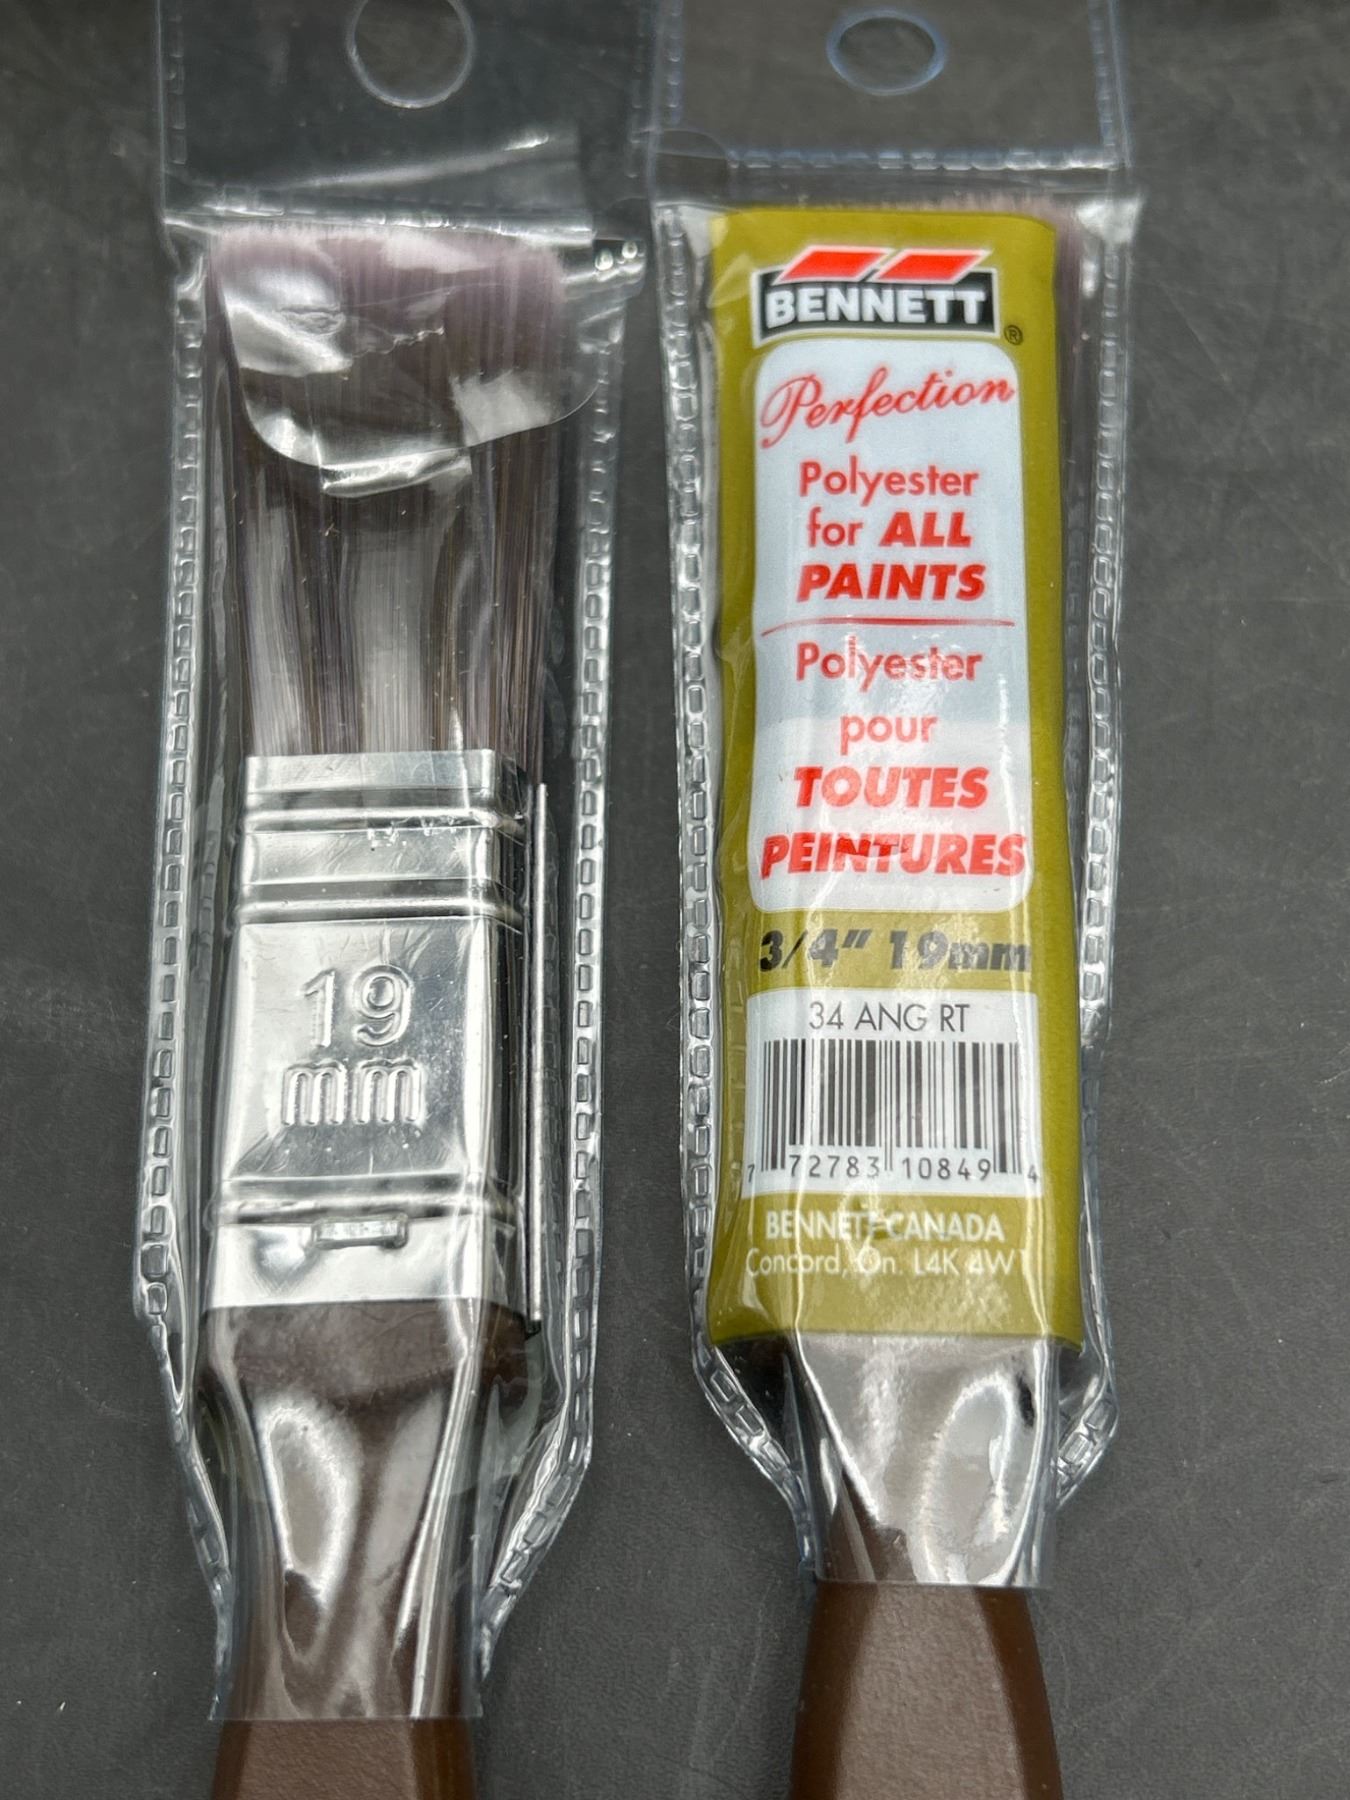 19
mm
BENNETT®
Perfection
Polyester
for ALL
PAINTS
Polyester
pour
TOUTES
PEINTURES
3/4" 19mm
34 ANG RT
7 72783 10849 4
BENNETT CANADA
Concord, On. L4K